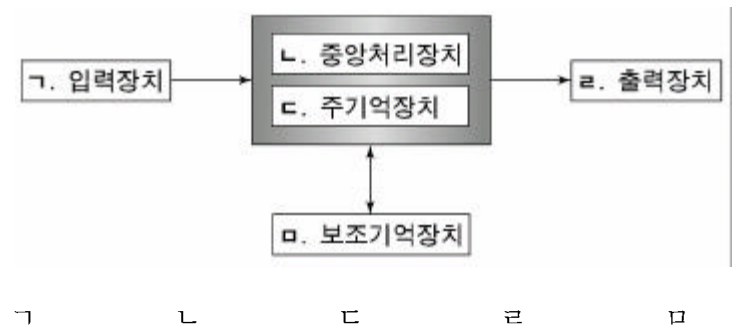 ㄴ. 중앙처리장치
ㄱ. 입력장치
ㄹ. 출력장치
ㄷ. 주기억장치
ㅁ. 보조기억장치
ㄱ ㄴ ㄷ ㄹ ㅁ